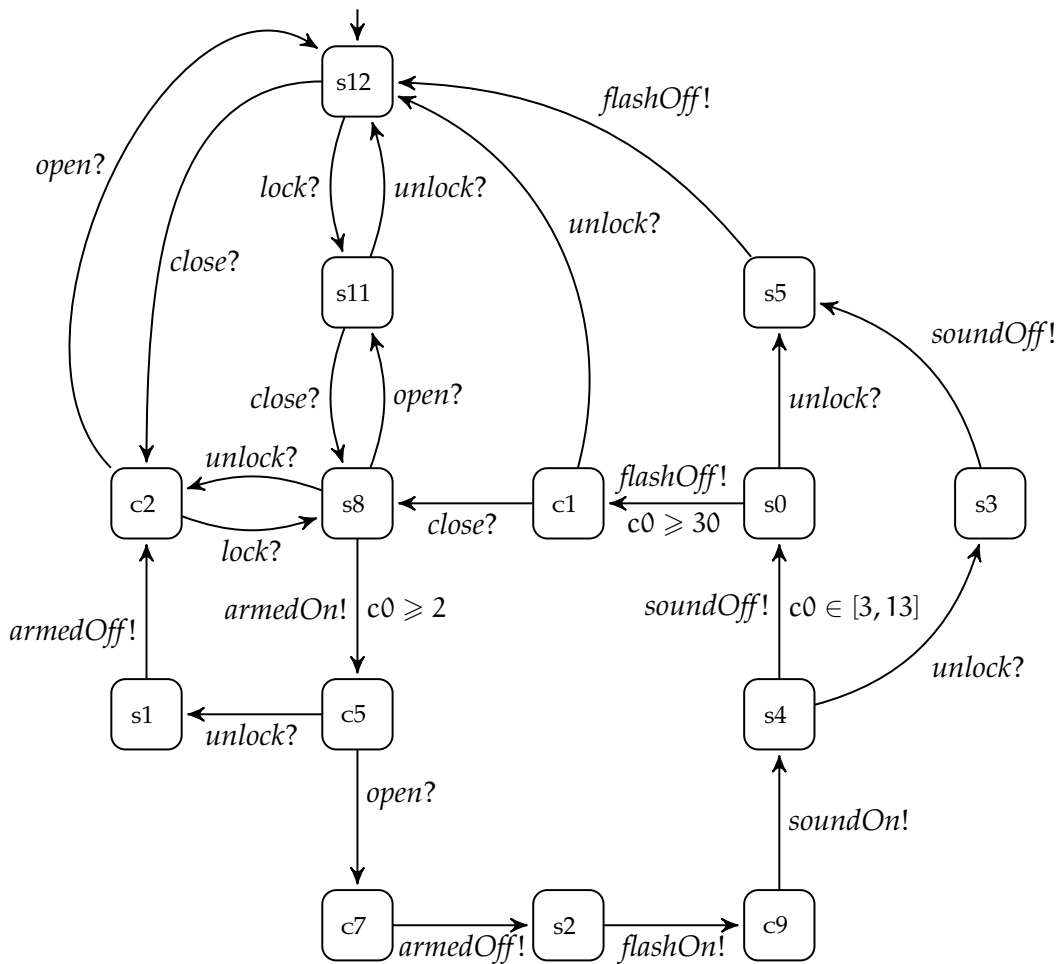 s12
flashOff!
open?
lock?
unlock?
unlock?
close?
s11
s5
soundOff!
close?
open?
unlock?
unlock?
flashOff!
c2
s8
c1
s0
s3
close?
c0 ⩾ 30
lock?
armedOn!
c0 ⩾ 2
soundOff!
c0 ∈ [3, 13]
armedOff!
unlock?
s1
c5
s4
unlock?
open?
soundOn!
c7
s2
c9
armedOff!
flashOn!